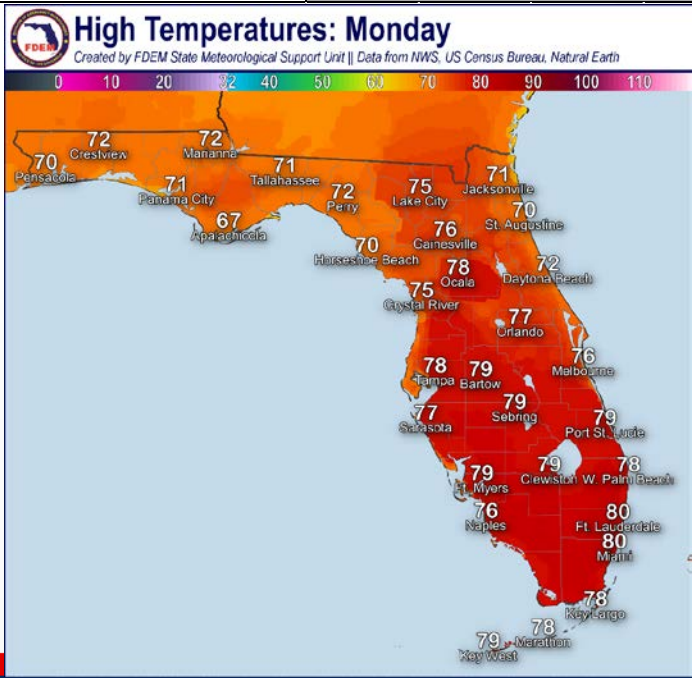 FDEM
High Temperatures: Monday
Created by FDEM State Meteorological Support Unit || Data from NWS, US Census Bureau, Natural Earth
0 10 20 32 40 50 60 70 80 90 100 110
72
Crestview
72
Marianna
70
Pensacola
71
Tallahassee
71
Panama City
72
Perry
67
Apalachicola
75
Lake City
71
Jacksonville
70
St. Augustine
76
Gainesville
70
Horseshoe Beach
78
Ocala
72
Daytona Beach
75
Crystal River
77
Orlando
76
Melbourne
78
Tampa
79
Bartow
79
Sebring
77
Sarasota
79
Port St. Lucie
79
Ft. Myers
79
Clewiston
78
W. Palm Beach
76
Naples
80
Ft. Lauderdale
80
Miami
78
Key Largo
78
Marathon
79
Key West